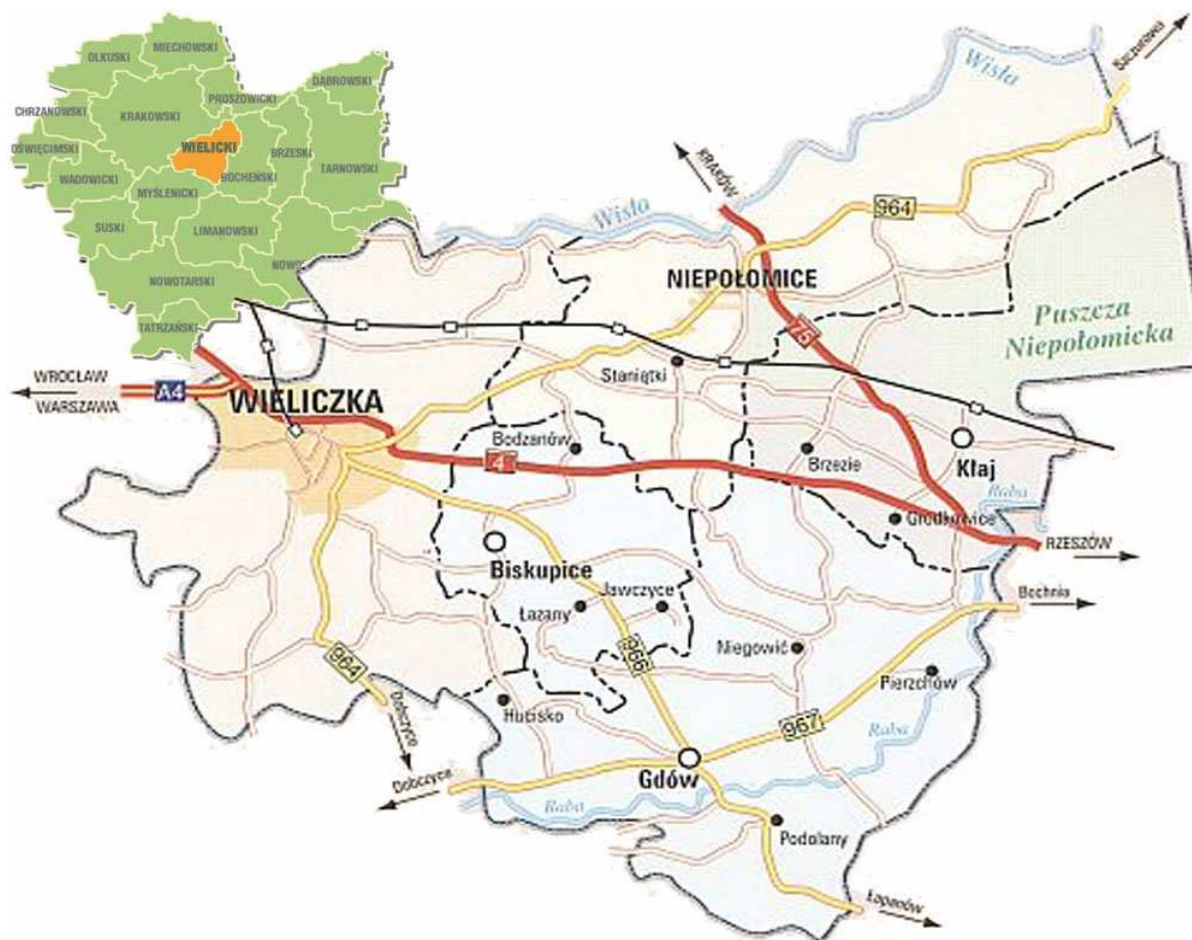 MIECHOWSKI
OLKUSKI
DĄBROWSKI
PROSZOWICKI
CHRZANOWSKI
KRAKOWSKI
WIELICKI
OŚWIĘCIMSKI
BRZESKI
TARNOWSKI
WADOWICKI
BOCHEŃSKI
MYŚLENICKI
SUSKI
LIMANOWSKI
NOWO
NOWOTARSKI
TATRZAŃSKI
Szczurowa
Wisła
KRAKÓW
964
Wisła
NIEPOŁOMICE
75
Puszcza
Niepołomicka
Staniątki
WROCŁAW
WARSZAWA
A4
WIELICZKA
Bodzanów
4
Brzezie
Kłaj
Raba
Grodkowice
RZESZÓW
Biskupice
Bochnia
Jawczyce
Łazany
966
Niegowić
964
Pierzchów
Dobczyce
Hucisko
967
Raba
Gdów
Dobczyce
Raba
Podolany
Łapanów